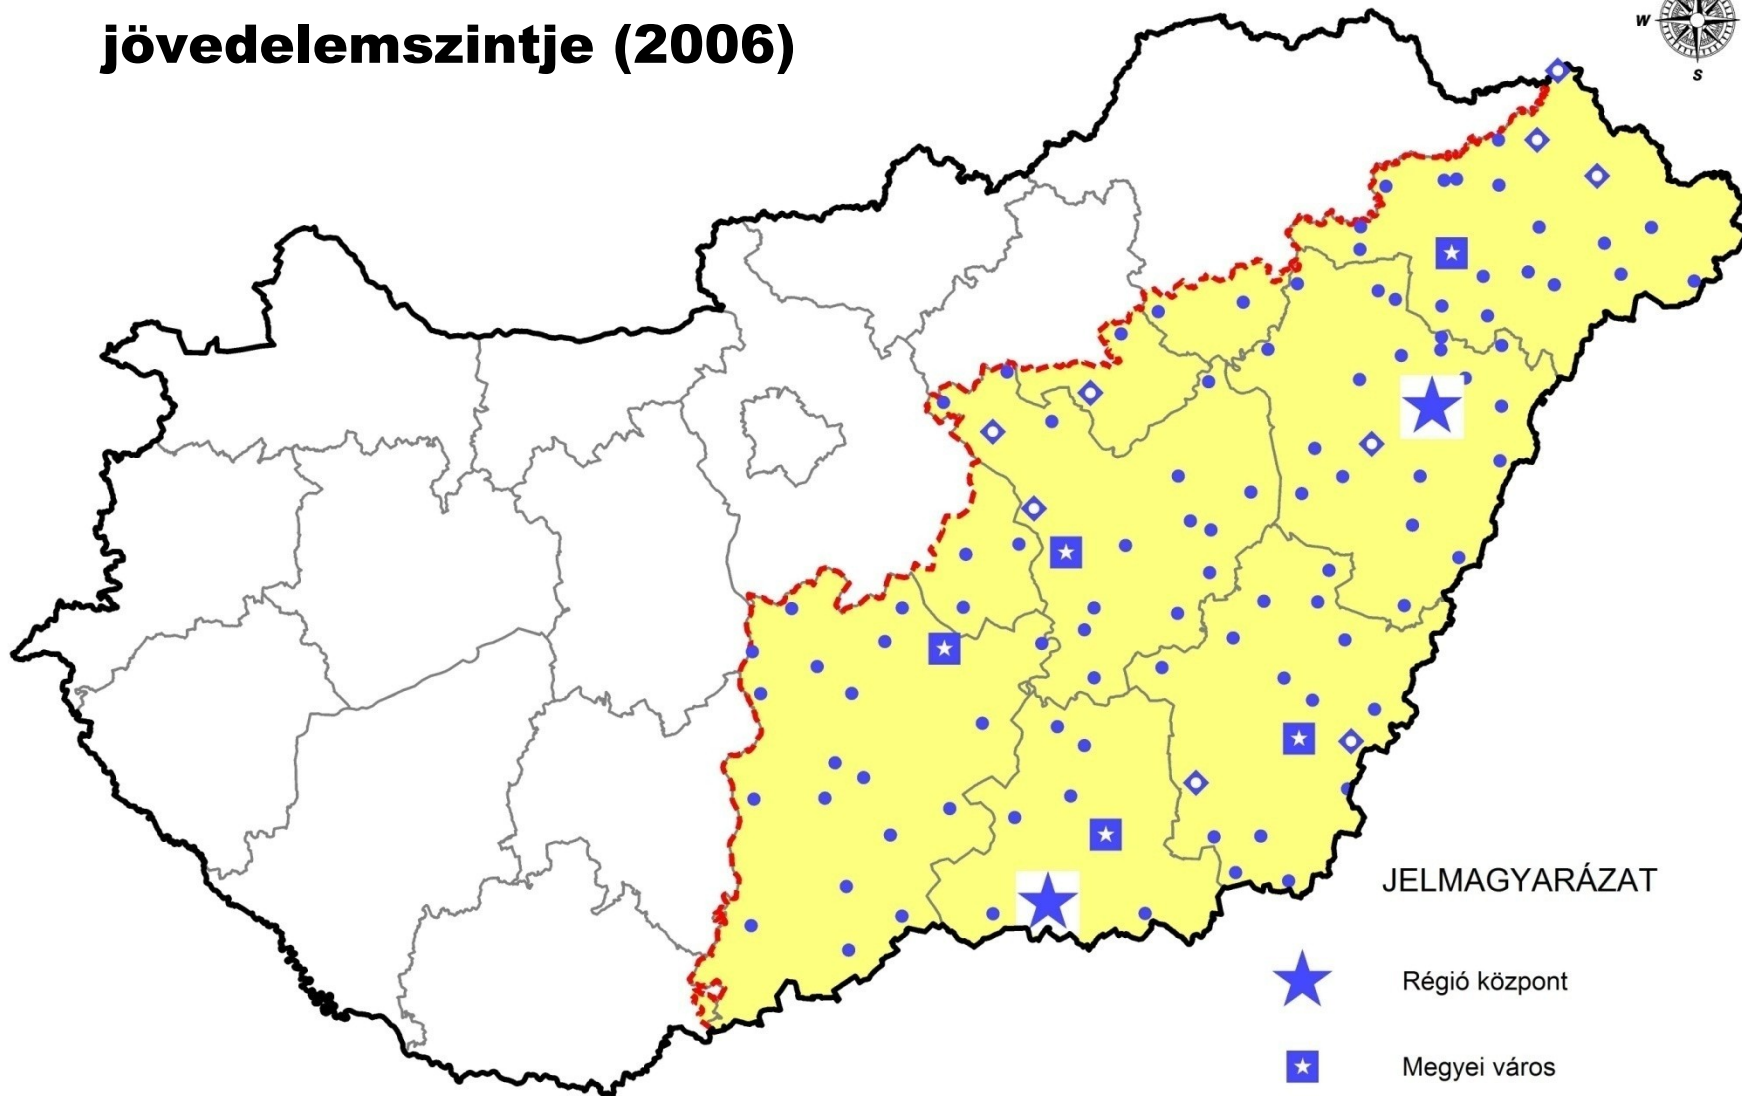 jövedelemszintje (2006)
W
S
JELMAGYARÁZAT
Régió központ
Megyei város